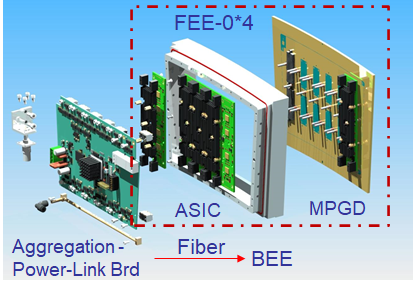 FEE-0*4
ASIC
MPGD
Aggregation -
Power-Link Brd
Fiber
BEE